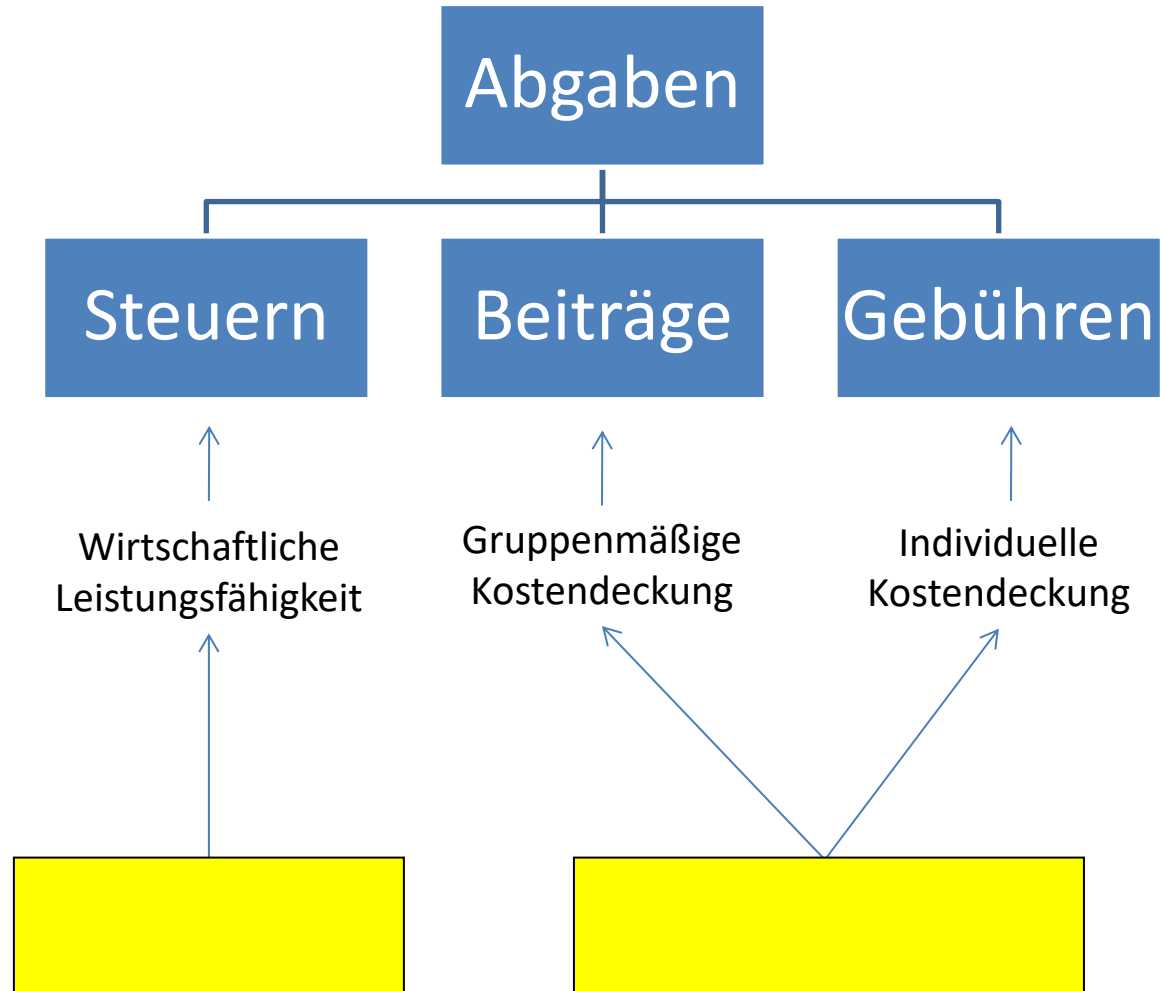 Abgaben
Steuern
Beiträge
Gebühren
Wirtschaftliche
Leistungsfähigkeit
Gruppenmäßige
Kostendeckung
Individuelle
Kostendeckung